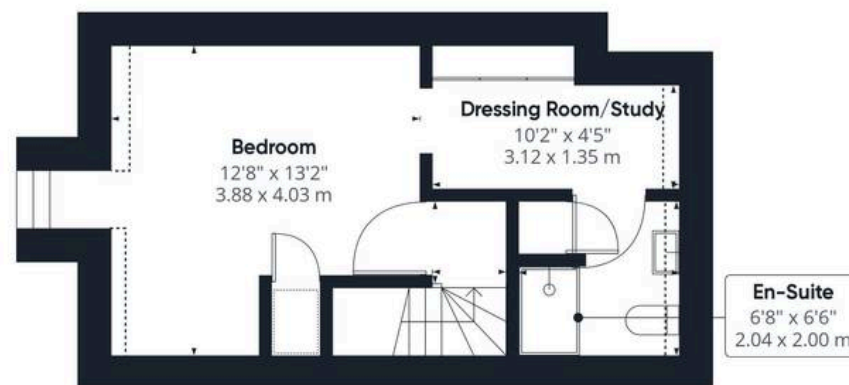 Bedroom
12'8" x 13'2"
3.88 x 4.03 m
Dressing Room/Study
10'2" x 4'5"
3.12 x 1.35 m
En-Suite
6'8" x 6'6"
2.04 x 2.00 m